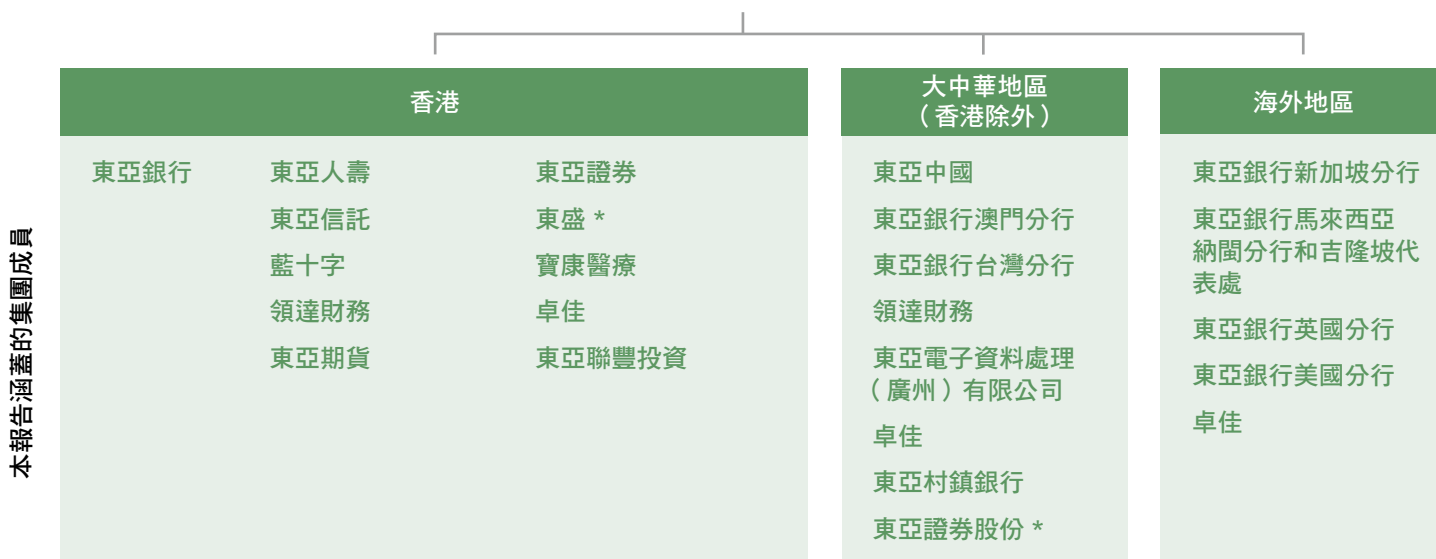 本報告涵蓋的集團成員
香港
東亞銀行
東亞人壽
東亞信託
藍十字
領達財務
東亞期貨
東亞證券
東盛 *
寶康醫療
卓佳
東亞聯豐投資
大中華地區
（香港除外）
東亞中國
東亞銀行澳門分行
東亞銀行台灣分行
領達財務
東亞電子資料處理
（廣州）有限公司
卓佳
東亞村鎮銀行
東亞證券股份 *
海外地區
東亞銀行新加坡分行
東亞銀行馬來西亞
納閩分行和吉隆坡代
表處
東亞銀行英國分行
東亞銀行美國分行
卓佳